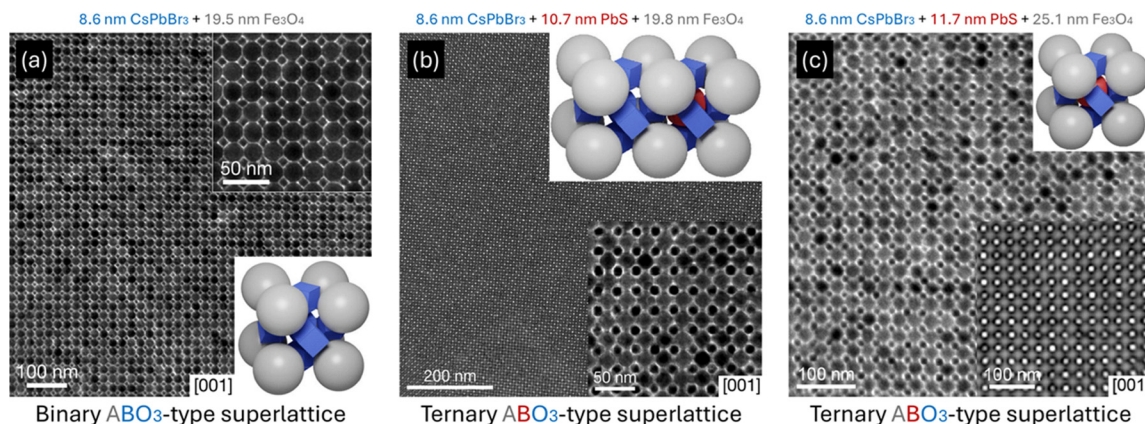 8.6 nm CsPbBr₃ + 19.5 nm Fe₃O₄
(a)
50 nm
100 nm
[001]
Binary ABO₃-type superlattice
8.6 nm CsPbBr₃ + 10.7 nm PbS + 19.8 nm Fe₃O₄
(b)
200 nm
50 nm
[001]
Ternary ABO₃-type superlattice
8.6 nm CsPbBr₃ + 11.7 nm PbS + 25.1 nm Fe₃O₄
(c)
100 nm
100 nm
[001
Ternary ABO₃-type superlattice